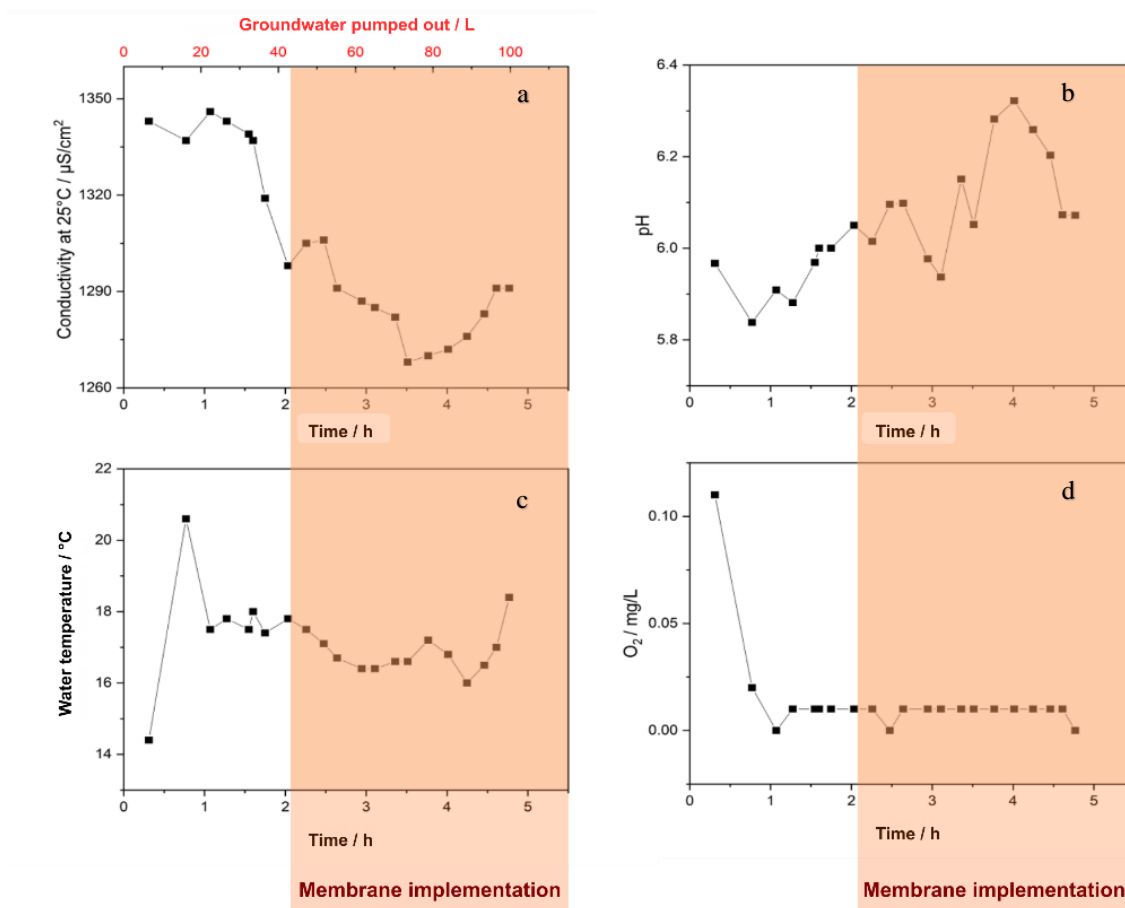 Groundwater pumped out / L
0 20 40 60 80 100
a
1350
1320
1290
1260
Conductivity at 25°C / µS/cm²
0 1 2 3 4 5
Time / h
b
6.4
6.2
6.0
5.8
pH
0 1 2 3 4 5
Time / h
c
22
20
18
16
14
Water temperature / °C
0 1 2 3 4 5
Time / h
Membrane implementation
d
0.10
0.05
0.00
O₂ / mg/L
0 1 2 3 4 5
Time / h
Membrane implementation